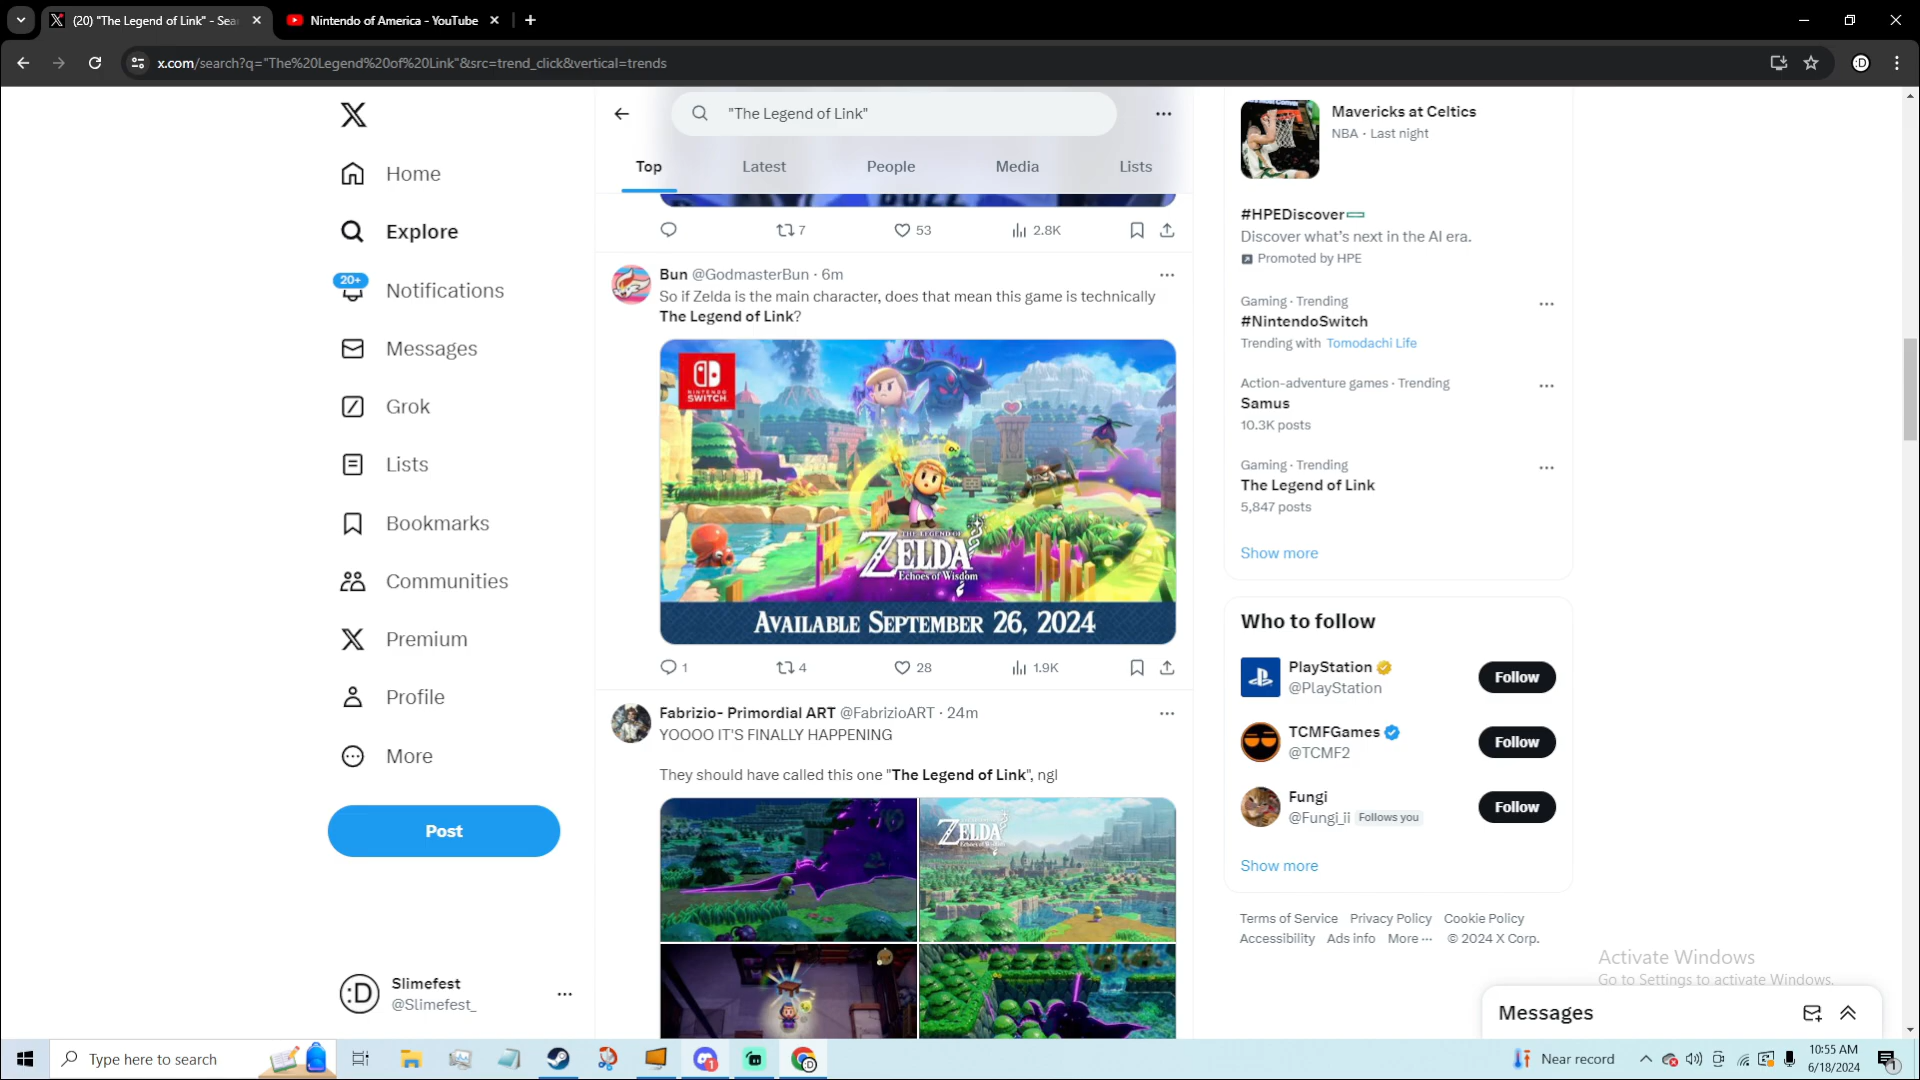 (20) "The Legend of Link" - Sea
Nintendo of America - YouTube
x.com/search?q="The%20Legend%20of%20Link"&src=trend_click&vertical=trends
Home
Explore
20+
Notifications
Messages
Grok
Lists
Bookmarks
Communities
Premium
Profile
More
Post
Slimefest
@Slimefest_
"The Legend of Link"
Top Latest People Media Lists
7 53 2.8K
Bun @GodmasterBun · 6m
So if Zelda is the main character, does that mean this game is technically
The Legend of Link?
NINTENDO
SWITCH
THE LEGEND OF
ZELDA
Echoes of Wisdom
AVAILABLE SEPTEMBER 26, 2024
1 4 28 1.9K
Fabrizio- Primordial ART @FabrizioART · 24m
YOOOO IT'S FINALLY HAPPENING
They should have called this one "The Legend of Link", ngl
ZELDA
Echoes of Wisdom
Mavericks at Celtics
NBA · Last night
#HPEDiscover
Discover what's next in the AI era.
Promoted by HPE
Gaming · Trending
#NintendoSwitch
Trending with Tomodachi Life
Action-adventure games · Trending
Samus
10.3K posts
Gaming · Trending
The Legend of Link
5,847 posts
Show more
Who to follow
PlayStation
@PlayStation
Follow
TCMFGames
@TCMF2
Follow
Fungi
@Fungi_ii Follows you
Follow
Show more
Terms of Service Privacy Policy Cookie Policy
Accessibility Ads info More ··· © 2024 X Corp.
Activate Windows
Go to Settings to activate Windows.
Messages
Type here to search
Near record
10:55 AM
6/18/2024